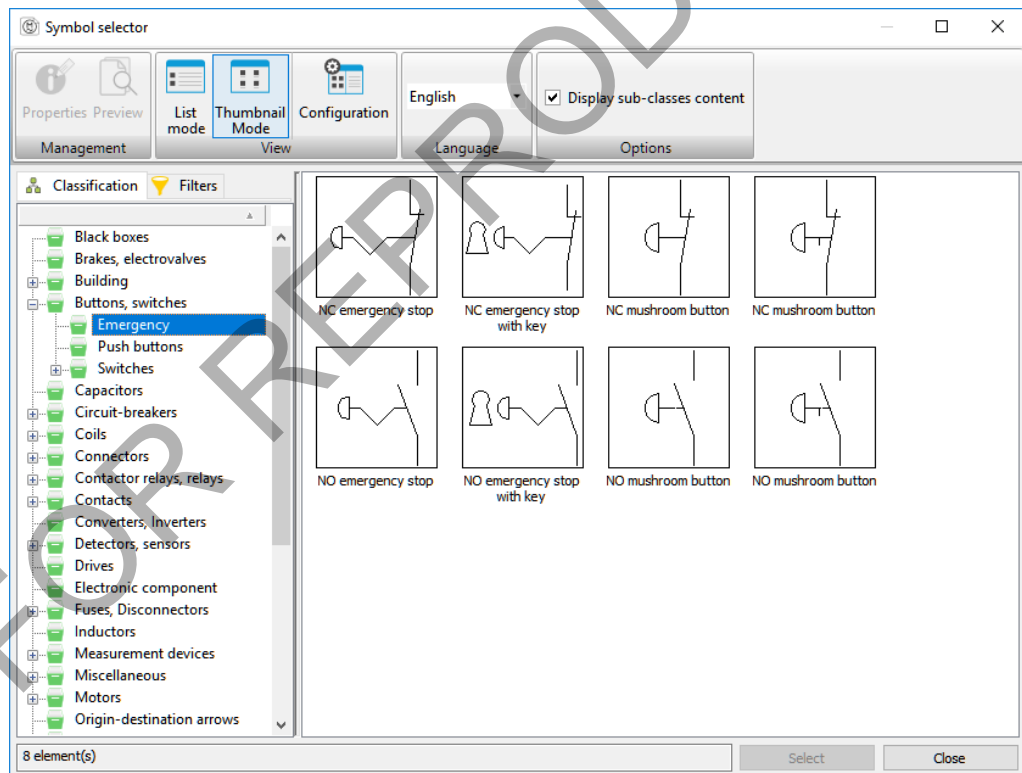 Symbol selector
Properties
Preview
List
mode
Thumbnail
Mode
Configuration
English
Display sub-classes content
Management
View
Language
Options
Classification
Filters
Black boxes
Brakes, electrovalves
Building
Buttons, switches
Emergency
Push buttons
Switches
Capacitors
Circuit-breakers
Coils
Connectors
Contactor relays, relays
Contacts
Converters, Inverters
Detectors, sensors
Drives
Electronic component
Fuses, Disconnectors
Inductors
Measurement devices
Miscellaneous
Motors
Origin-destination arrows
NC emergency stop
NC emergency stop
with key
NC mushroom button
NC mushroom button
NO emergency stop
NO emergency stop
with key
NO mushroom button
NO mushroom button
8 element(s)
Select
Close
FOR REPROD